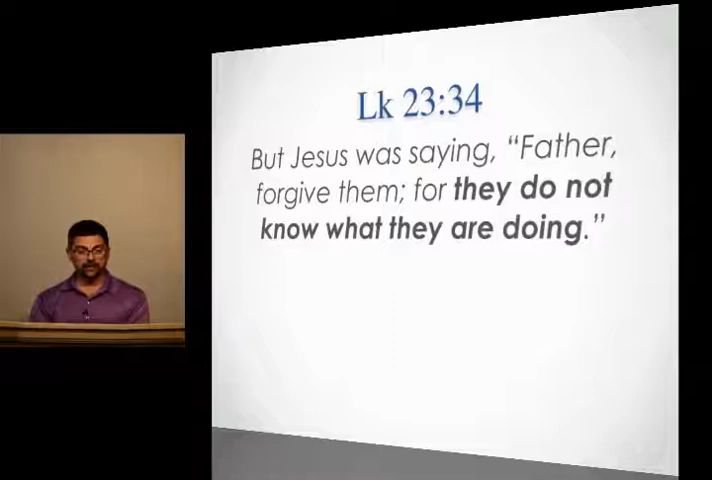 Lk 23:34
But Jesus was saying, “Father,
forgive them; for they do not
know what they are doing.”